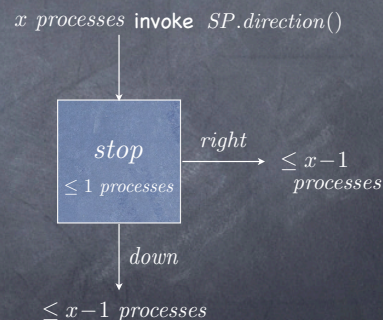 x processes invoke SP.direction()
stop
≤ 1 processes
right
≤ x−1
processes
down
≤ x−1 processes